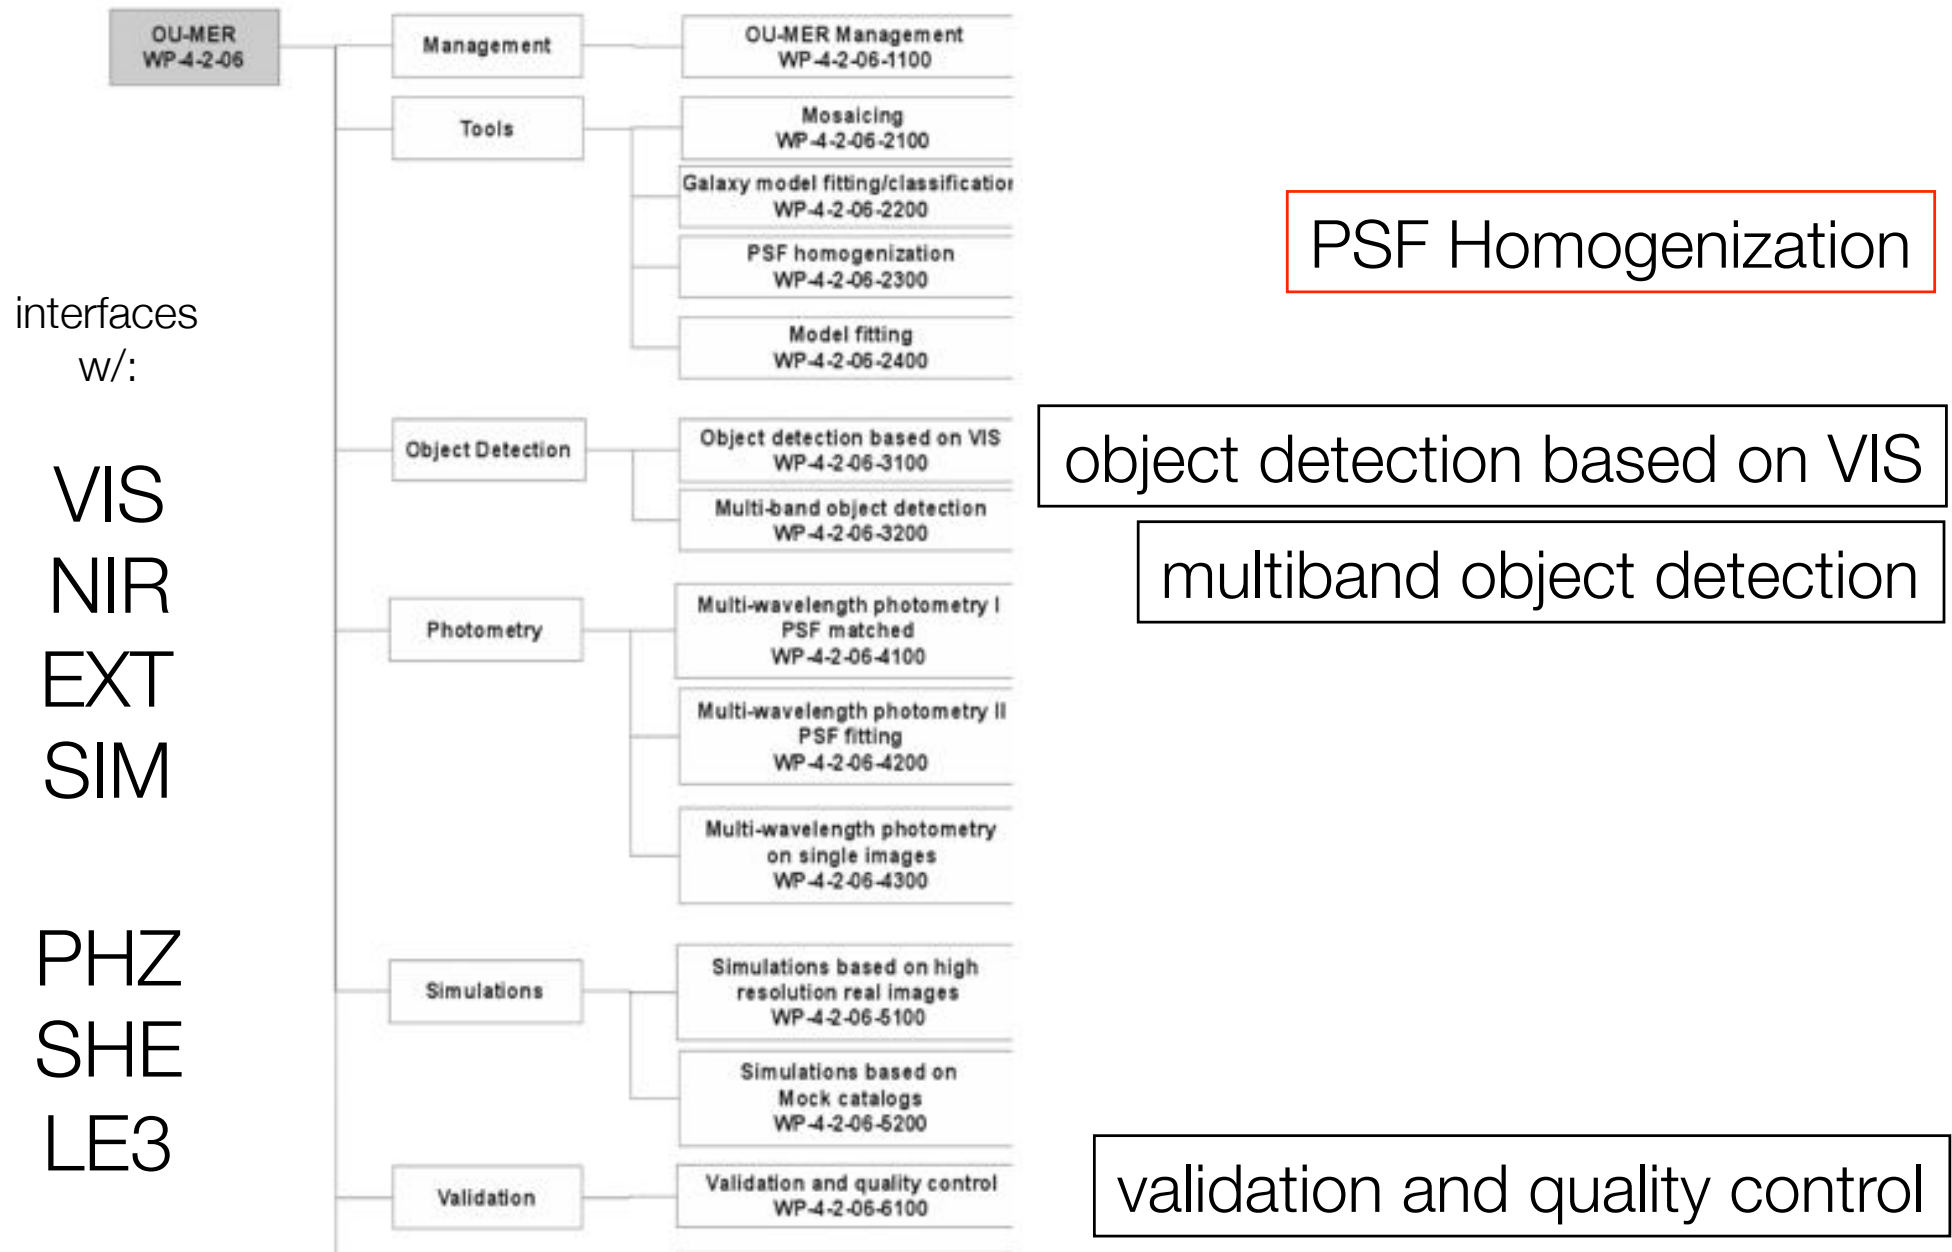 OU-MER
WP-4-2-06
Management
OU-MER Management
WP-4-2-06-1100
Tools
Mosaicing
WP-4-2-06-2100
Galaxy model fitting/classification
WP-4-2-06-2200
PSF homogenization
WP-4-2-06-2300
Model fitting
WP-4-2-06-2400
Object Detection
Object detection based on VIS
WP-4-2-06-3100
Multi-band object detection
WP-4-2-06-3200
Photometry
Multi-wavelength photometry I
PSF matched
WP-4-2-06-4100
Multi-wavelength photometry II
PSF fitting
WP-4-2-06-4200
Multi-wavelength photometry
on single images
WP-4-2-06-4300
Simulations
Simulations based on high
resolution real images
WP-4-2-06-5100
Simulations based on
Mock catalogs
WP-4-2-06-5200
Validation
Validation and quality control
WP-4-2-06-6100
interfaces
w/:
VIS
NIR
EXT
SIM
PHZ
SHE
LE3
PSF Homogenization
object detection based on VIS
multiband object detection
validation and quality control